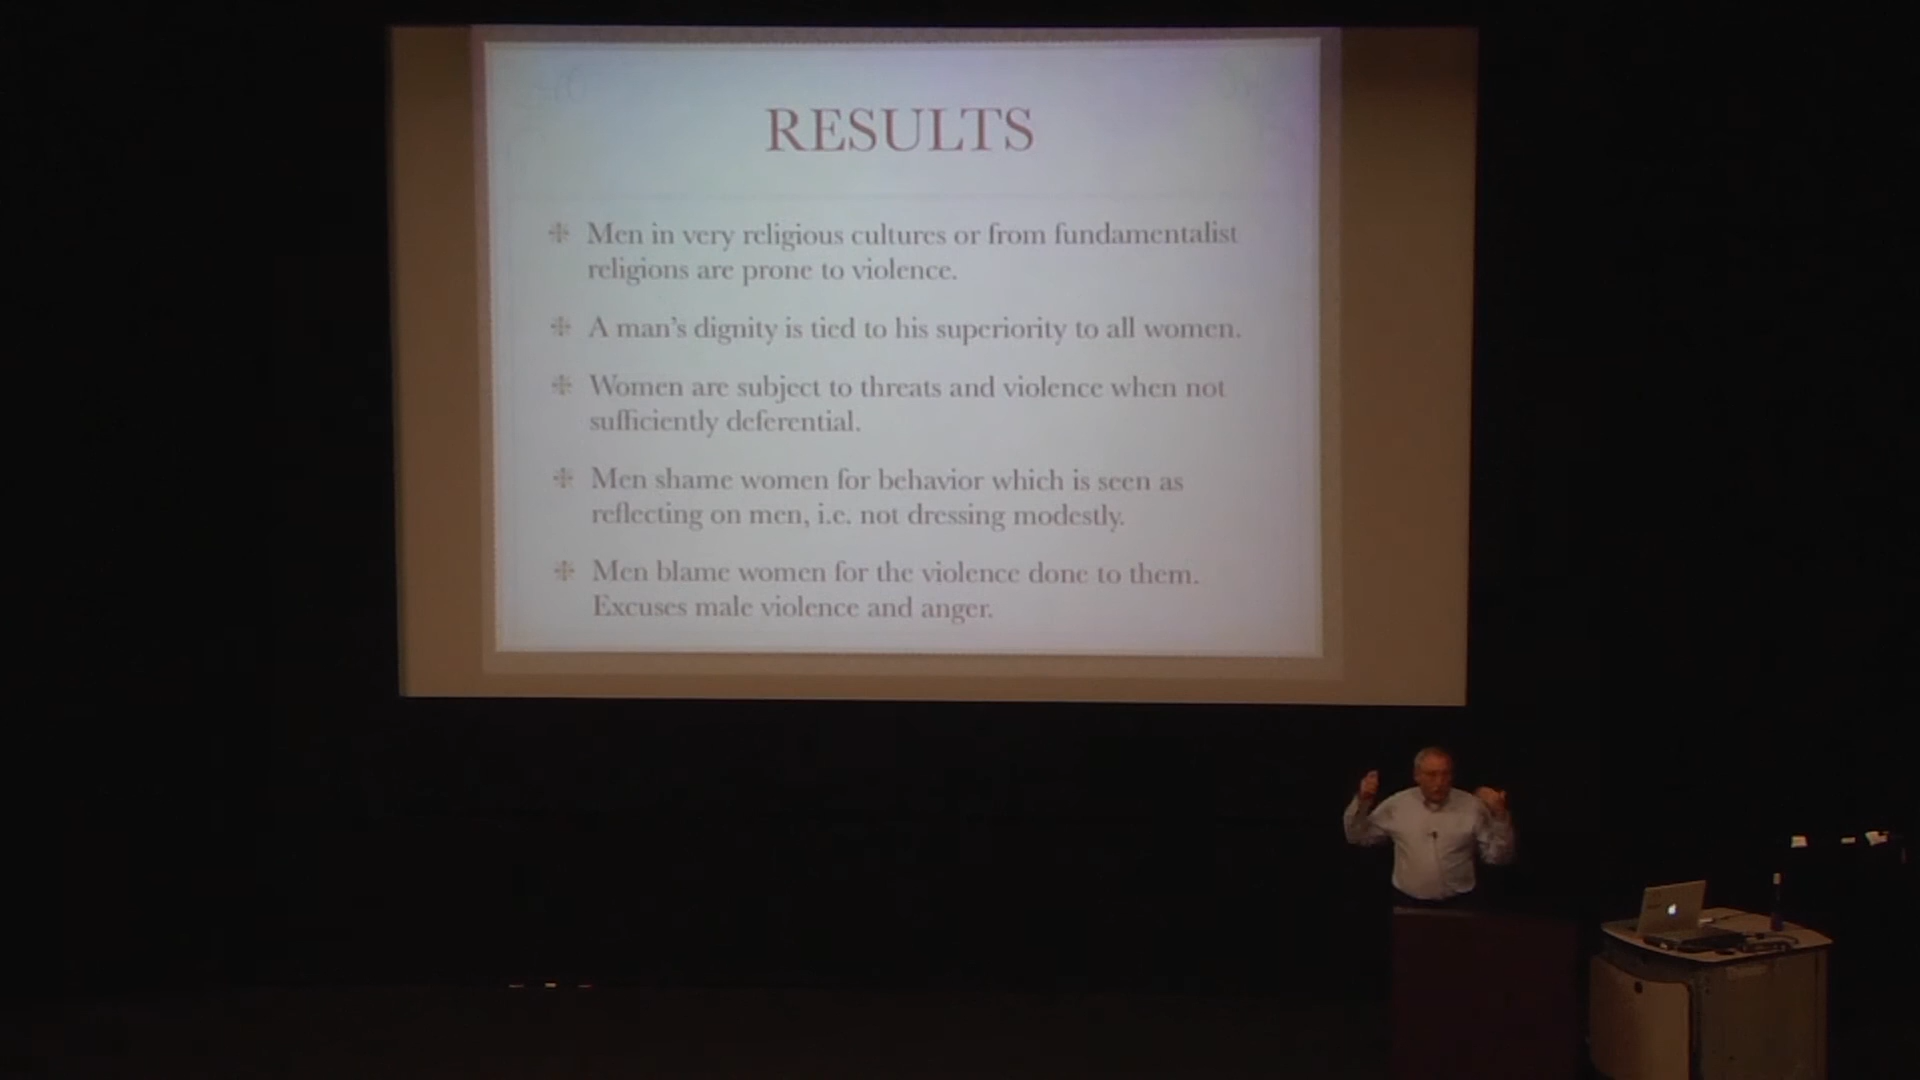 RESULTS
Men in very religious cultures or from fundamentalist
religions are prone to violence.
A man's dignity is tied to his superiority to all women.
Women are subject to threats and violence when not
sufficiently deferential.
Men shame women for behavior which is seen as
reflecting on men, i.e. not dressing modestly.
Men blame women for the violence done to them.
Excuses male violence and anger.